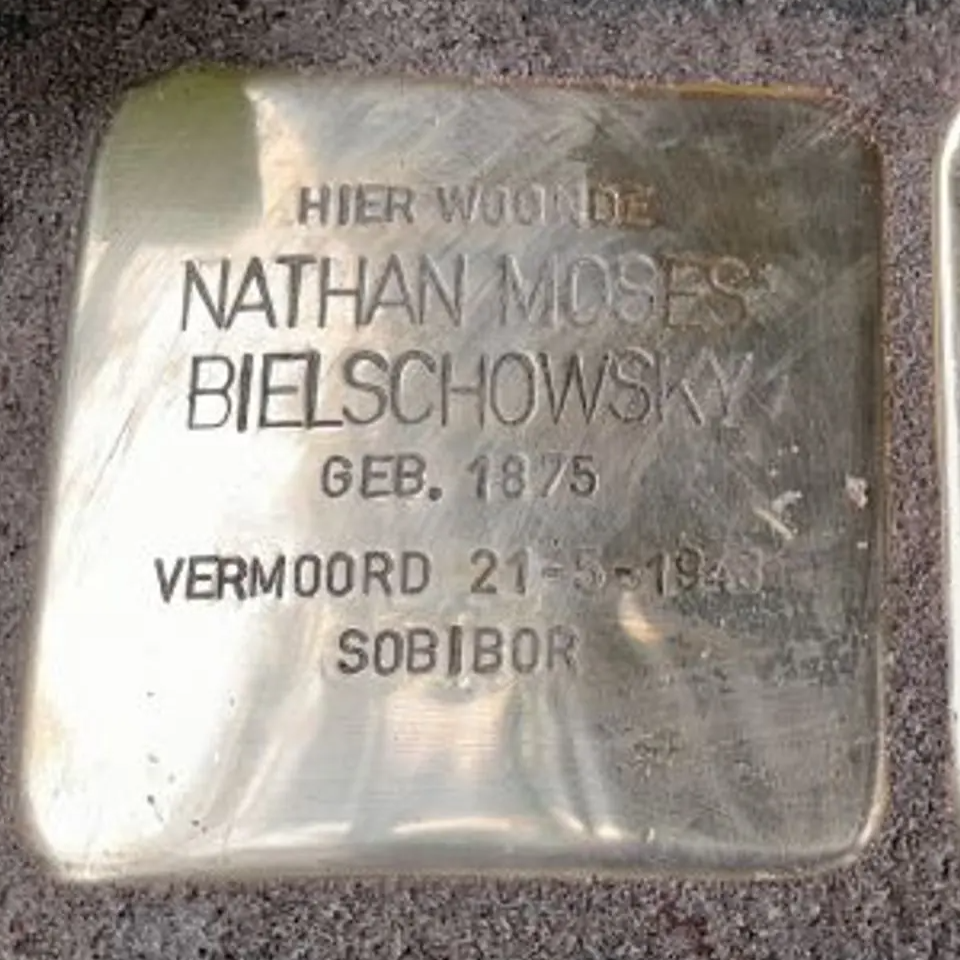 HIER WOONDE
NATHAN MOSES
BIELSCHOWSKY
GEB. 1875
VERMOORD 21-5-1943
SOBIBOR